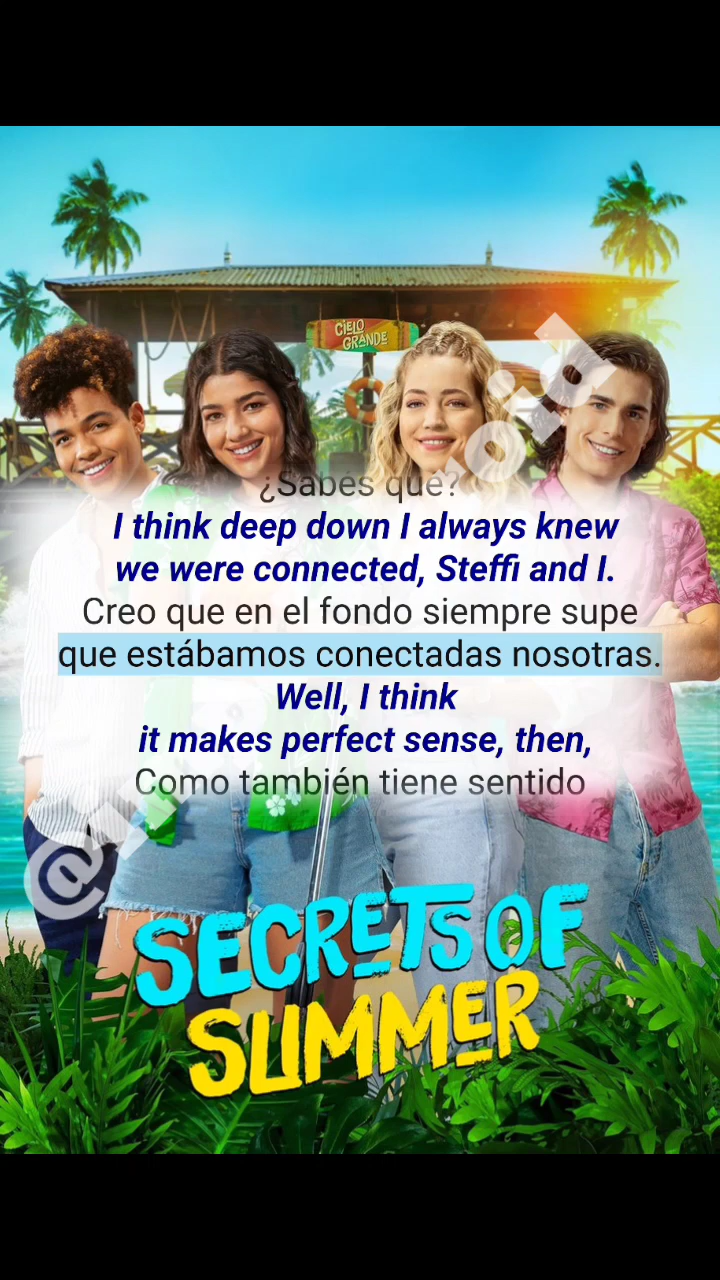 CIELO
GRANDE
¿Sabés qué?
I think deep down I always knew
we were connected, Steffi and I.
Creo que en el fondo siempre supe
que estábamos conectadas nosotras.
Well, I think
it makes perfect sense, then,
Como también tiene sentido
SECRETS OF
SUMMER